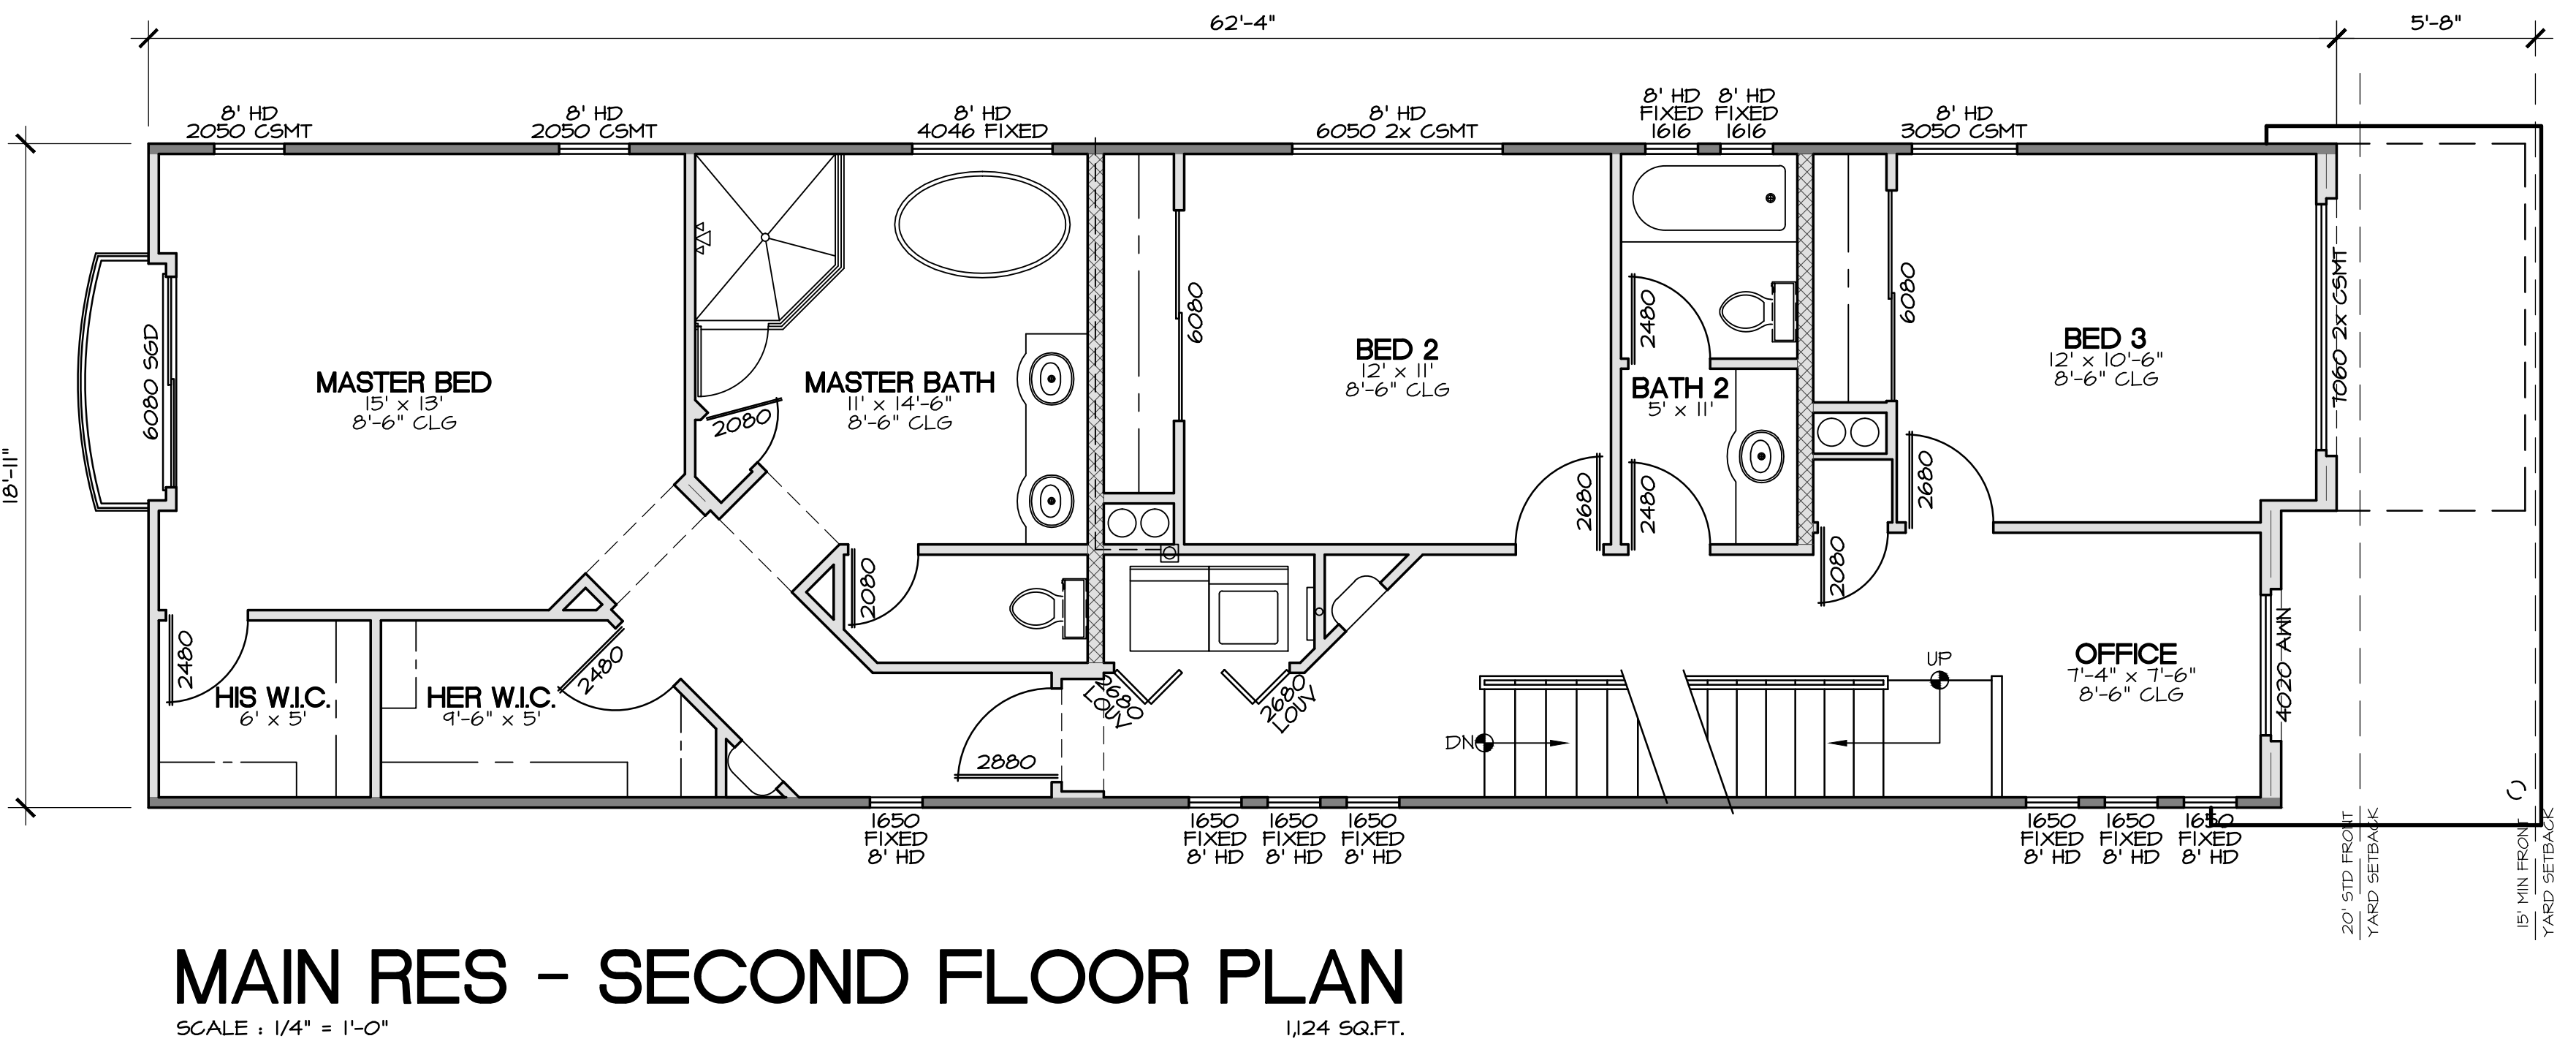 62'-4"
5'-8"
8' HD
2050 CSMT
8' HD
2050 CSMT
8' HD
4046 FIXED
8' HD
6050 2x CSMT
8' HD
FIXED
1616
8' HD
FIXED
1616
8' HD
3050 CSMT
18'-11"
6080 SGD
MASTER BED
15' x 13'
8'-6" CLG
MASTER BATH
11' x 14'-6"
8'-6" CLG
2080
6080
BED 2
12' x 11'
8'-6" CLG
2480
BATH 2
5' x 11'
6080
BED 3
12' x 10'-6"
8'-6" CLG
7060 2x CSMT
2680
2480
2680
2080
2080
2480
HIS W.I.C.
6' x 5'
2480
HER W.I.C.
9'-6" x 5'
2880
2680
LOUV
2680
LOUV
DN
UP
OFFICE
7'-4" x 7'-6"
8'-6" CLG
4020 AWN
1650
FIXED
8' HD
1650
FIXED
8' HD
1650
FIXED
8' HD
1650
FIXED
8' HD
1650
FIXED
8' HD
1650
FIXED
8' HD
1650
FIXED
8' HD
20' STD FRONT
YARD SETBACK
15' MIN FRONT
YARD SETBACK
MAIN RES - SECOND FLOOR PLAN
SCALE : 1/4" = 1'-0"
1,124 SQ.FT.